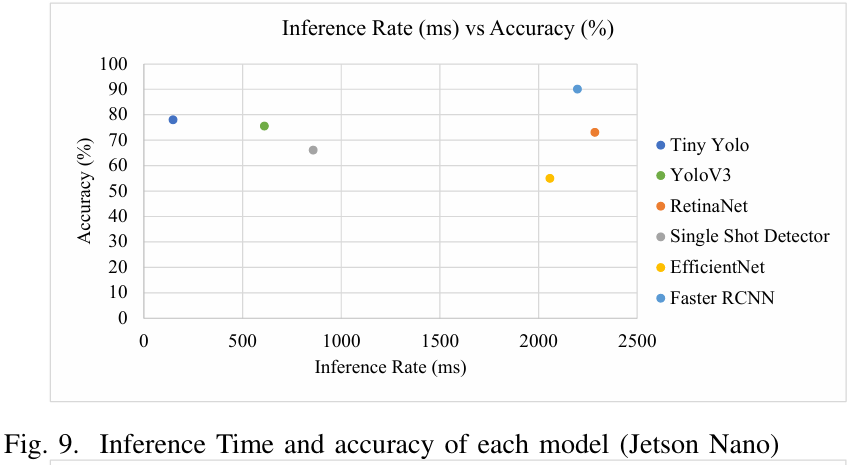 Inference Rate (ms) vs Accuracy (%)
100
90
80
70
60
50
40
30
20
10
0
Accuracy (%)
0 500 1000 1500 2000 2500
Inference Rate (ms)
Tiny Yolo
YoloV3
RetinaNet
Single Shot Detector
EfficientNet
Faster RCNN
Fig. 9. Inference Time and accuracy of each model (Jetson Nano)